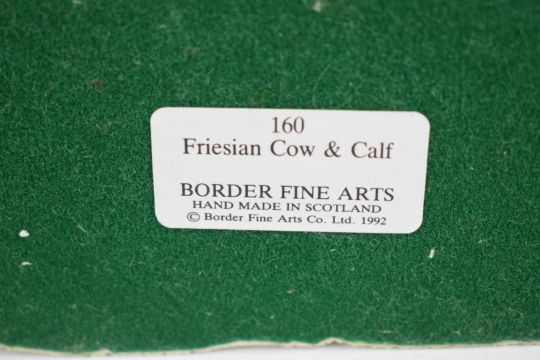 160
Friesian Cow & Calf
BORDER FINE ARTS
HAND MADE IN SCOTLAND
© Border Fine Arts Co. Ltd. 1992